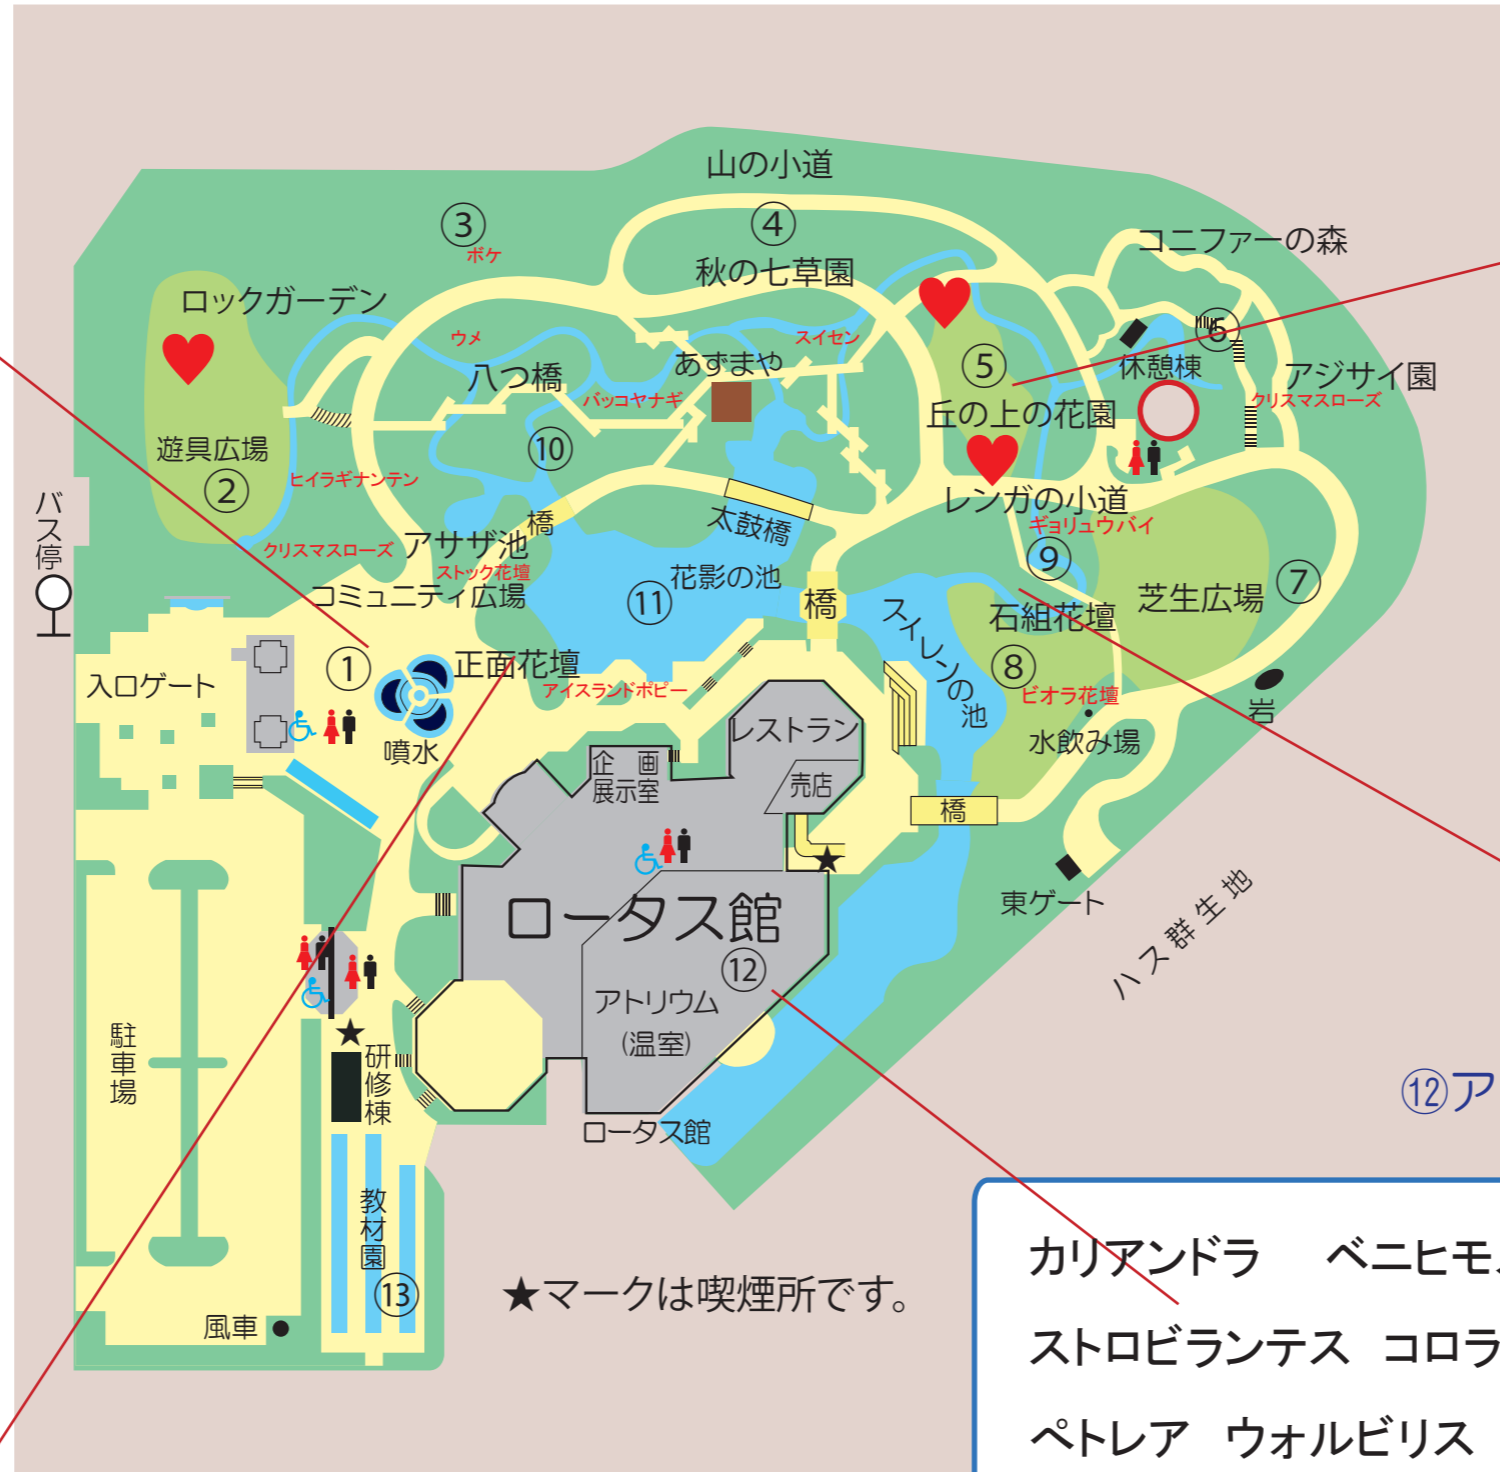 山の小道
③
ボケ
④
秋の七草園
コニファーの森
ロックガーデン
ウメ
スイセン
八つ橋
あずまや
バッコヤナギ
⑤
⑥
休憩棟
アジサイ園
クリスマスローズ
丘の上の花園
遊具広場
②
ヒイラギナンテン
⑩
バス停
レンガの小道
ギョリュウバイ
クリスマスローズ
アサザ池
橋
太鼓橋
ストック花壇
コミュニティ広場
⑪
花影の池
橋
⑨
芝生広場
⑦
ストレーンの池
石組花壇
⑧
ビオラ花壇
入口ゲート
①
正面花壇
アイスランドポピー
噴水
岩
水飲み場
レストラン
企画
展示室
売店
橋
東ゲート
ハス群生地
ロータス館
⑫
アトリウム
(温室)
駐車場
研修棟
ロータス館
⑫ア
教材園
⑬
風車
★マークは喫煙所です。
カリアンドラ ベニヒモ
ストロビランテス コロラ
ペトレア ウォルビリス